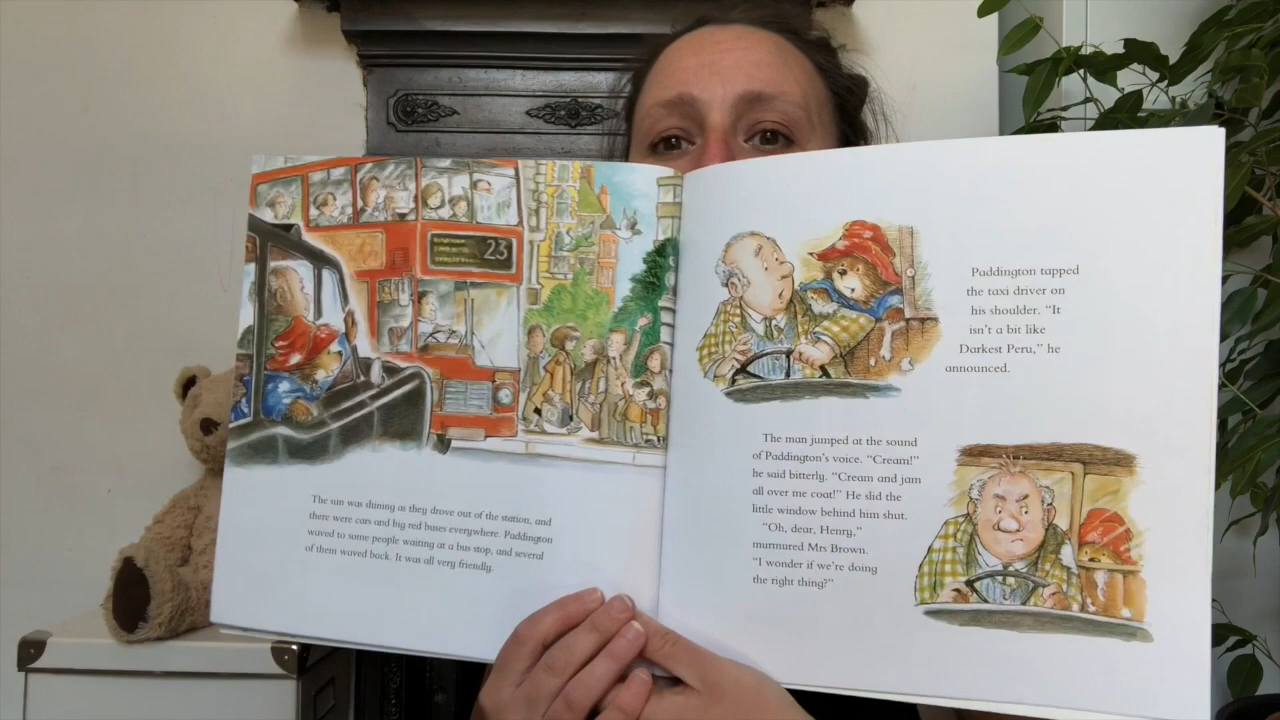 23
The sun was shining as they drove out of the station, and
there were cars and big red buses everywhere. Paddington
waved to some people waiting at a bus stop, and several
of them waved back. It was all very friendly.
Paddington tapped
the taxi driver on
his shoulder. “It
isn’t a bit like
Darkest Peru,” he
announced.
The man jumped at the sound
of Paddington’s voice. “Cream!”
he said bitterly. “Cream and jam
all over me coat!” He slid the
little window behind him shut.
“Oh, dear, Henry,”
murmured Mrs Brown.
“I wonder if we’re doing
the right thing?”